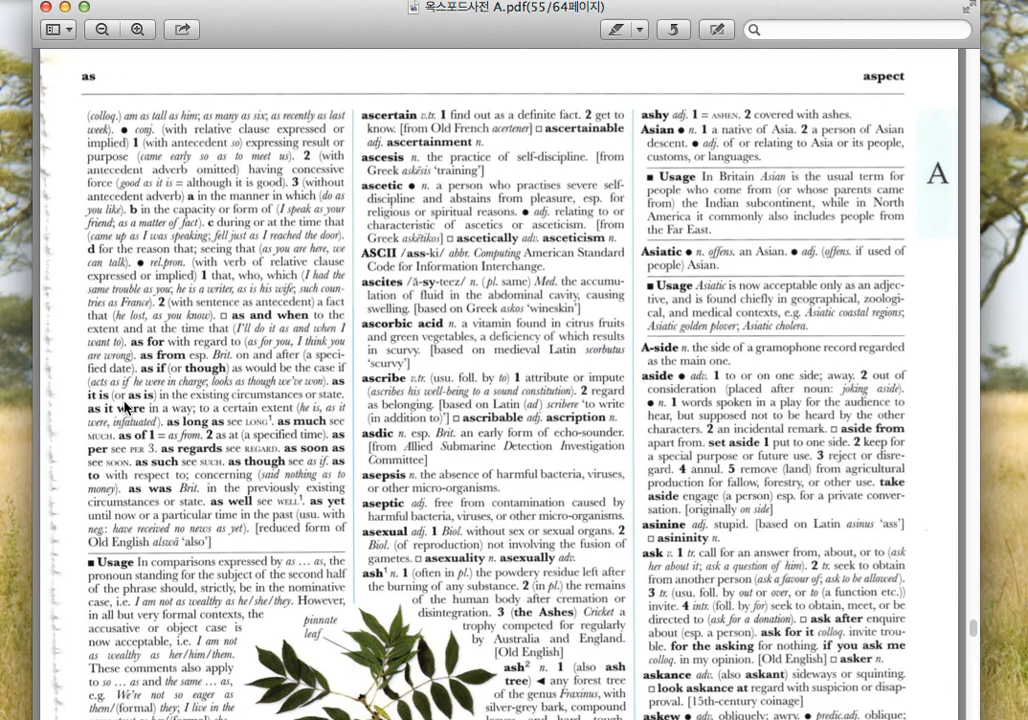 옥스포드사전 A.pdf(55/64페이지)
as
aspect
(colloq.) am as tall as him; as many as six; as recently as last
week). ● conj. (with relative clause expressed or
implied) 1 (with antecedent so) expressing result or
purpose (came early so as to meet us). 2 (with
antecedent adverb omitted) having concessive
force (good as it is = although it is good). 3 (without
antecedent adverb) a in the manner in which (do as
you like). b in the capacity or form of (I speak as your
friend; as a matter of fact). c during or at the time that
(came up as I was speaking; fell just as I reached the door).
d for the reason that; seeing that (as you are here, we
can talk). ● rel.pron. (with verb of relative clause
expressed or implied) 1 that, who, which (I had the
same trouble as you; he is a writer, as is his wife; such coun-
tries as France). 2 (with sentence as antecedent) a fact
that (he lost, as you know). □ as and when to the
extent and at the time that (I'll do it as and when I
want to). as for with regard to (as for you, I think you
are wrong). as from esp. Brit. on and after (a speci-
fied date). as if (or though) as would be the case if
(acts as if he were in charge; looks as though we've won). as
it is (or as is) in the existing circumstances or state.
as it were in a way; to a certain extent (he is, as it
were, infatuated). as long as see LONG¹. as much see
MUCH. as of 1 = as from. 2 as at (a specified time). as
per see PER 3. as regards see REGARD. as soon as
see SOON. as such see SUCH. as though see as if. as
to with respect to; concerning (said nothing as to
money). as was Brit. in the previously existing
circumstances or state. as well see WELL¹. as yet
until now or a particular time in the past (usu. with
neg.: have received no news as yet). [reduced form of
Old English alswā 'also']
■ Usage In comparisons expressed by as … as, the
pronoun standing for the subject of the second half
of the phrase should, strictly, be in the nominative
case, i.e. I am not as wealthy as he/she/they. However,
in all but very formal contexts, the
accusative or object case is
now acceptable, i.e. I am not
as wealthy as her/him/them.
These comments also apply
to so … as and the same … as,
e.g. We're not so eager as
them/(formal) they; I live in the
ascertain v.tr. 1 find out as a definite fact. 2 get to
know. [from Old French acertener] □ ascertainable
adj. ascertainment n.
ascesis n. the practice of self-discipline. [from
Greek askēsis 'training']
ascetic ● n. a person who practises severe self-
discipline and abstains from pleasure, esp. for
religious or spiritual reasons. ● adj. relating to or
characteristic of ascetics or asceticism. [from
Greek askētikos] □ ascetically adv. asceticism n.
ASCII /ass-ki/ abbr. Computing American Standard
Code for Information Interchange.
ascites /ă-sy-teez/ n. (pl. same) Med. the accumu-
lation of fluid in the abdominal cavity, causing
swelling. [based on Greek askos 'wineskin']
ascorbic acid n. a vitamin found in citrus fruits
and green vegetables, a deficiency of which results
in scurvy. [based on medieval Latin scorbutus
'scurvy']
ascribe v.tr. (usu. foll. by to) 1 attribute or impute
(ascribes his well-being to a sound constitution). 2 regard
as belonging. [based on Latin (ad) scribere 'to write
(in addition to)'] □ ascribable adj. ascription n.
asdic n. esp. Brit. an early form of echo-sounder.
[from Allied Submarine Detection Investigation
Committee]
asepsis n. the absence of harmful bacteria, viruses,
or other micro-organisms.
aseptic adj. free from contamination caused by
harmful bacteria, viruses, or other micro-organisms.
asexual adj. 1 Biol. without sex or sexual organs. 2
Biol. (of reproduction) not involving the fusion of
gametes. □ asexuality n. asexually adv.
ash¹ n. 1 (often in pl.) the powdery residue left after
the burning of any substance. 2 (in pl.) the remains
of the human body after cremation or
disintegration. 3 (the Ashes) Cricket a
trophy competed for regularly
by Australia and England.
[Old English]
ash² n. 1 (also ash
tree) ◄ any forest tree
of the genus Fraxinus, with
silver-grey bark, compound
pinnate
leaf
ashy adj. 1 = ASHEN. 2 covered with ashes.
Asian ● n. 1 a native of Asia. 2 a person of Asian
descent. ● adj. of or relating to Asia or its people,
customs, or languages.
■ Usage In Britain Asian is the usual term for
people who come from (or whose parents came
from) the Indian subcontinent, while in North
America it commonly also includes people from
the Far East.
Asiatic ● n. offens. an Asian. ● adj. (offens. if used of
people) Asian.
■ Usage Asiatic is now acceptable only as an adjec-
tive, and is found chiefly in geographical, zoologi-
cal, and medical contexts, e.g. Asiatic coastal regions;
Asiatic golden plover; Asiatic cholera.
A-side n. the side of a gramophone record regarded
as the main one.
aside ● adv. 1 to or on one side; away. 2 out of
consideration (placed after noun: joking aside).
● n. 1 words spoken in a play for the audience to
hear, but supposed not to be heard by the other
characters. 2 an incidental remark. □ aside from
apart from. set aside 1 put to one side. 2 keep for
a special purpose or future use. 3 reject or disre-
gard. 4 annul. 5 remove (land) from agricultural
production for fallow, forestry, or other use. take
aside engage (a person) esp. for a private conver-
sation. [originally on side]
asinine adj. stupid. [based on Latin asinus 'ass']
□ asininity n.
ask v. 1 tr. call for an answer from, about, or to (ask
her about it; ask a question of him). 2 tr. seek to obtain
from another person (ask a favour of; ask to be allowed).
3 tr. (usu. foll. by out or over, or to (a function etc.))
invite. 4 intr. (foll. by for) seek to obtain, meet, or be
directed to (ask for a donation). □ ask after enquire
about (esp. a person). ask for it colloq. invite trou-
ble. for the asking for nothing. if you ask me
colloq. in my opinion. [Old English] □ asker n.
askance adv. (also askant) sideways or squinting.
□ look askance at regard with suspicion or disap-
proval. [15th-century coinage]
askew ● adv. obliquely; awry. ● predic.adj. oblique;
A